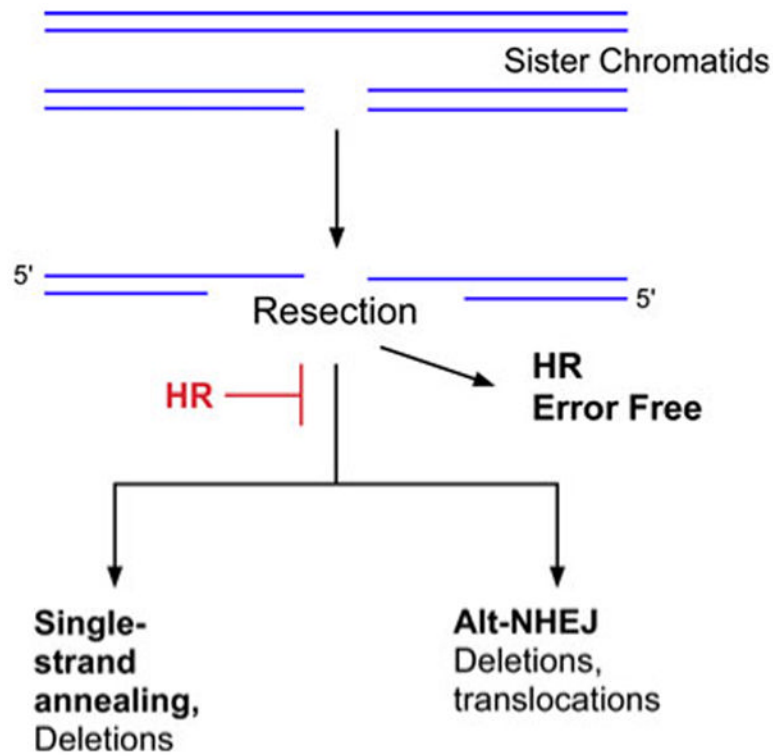 Sister Chromatids
5'
5'
Resection
HR
Error Free
HR
Single-
strand
annealing,
Deletions
Alt-NHEJ
Deletions,
translocations